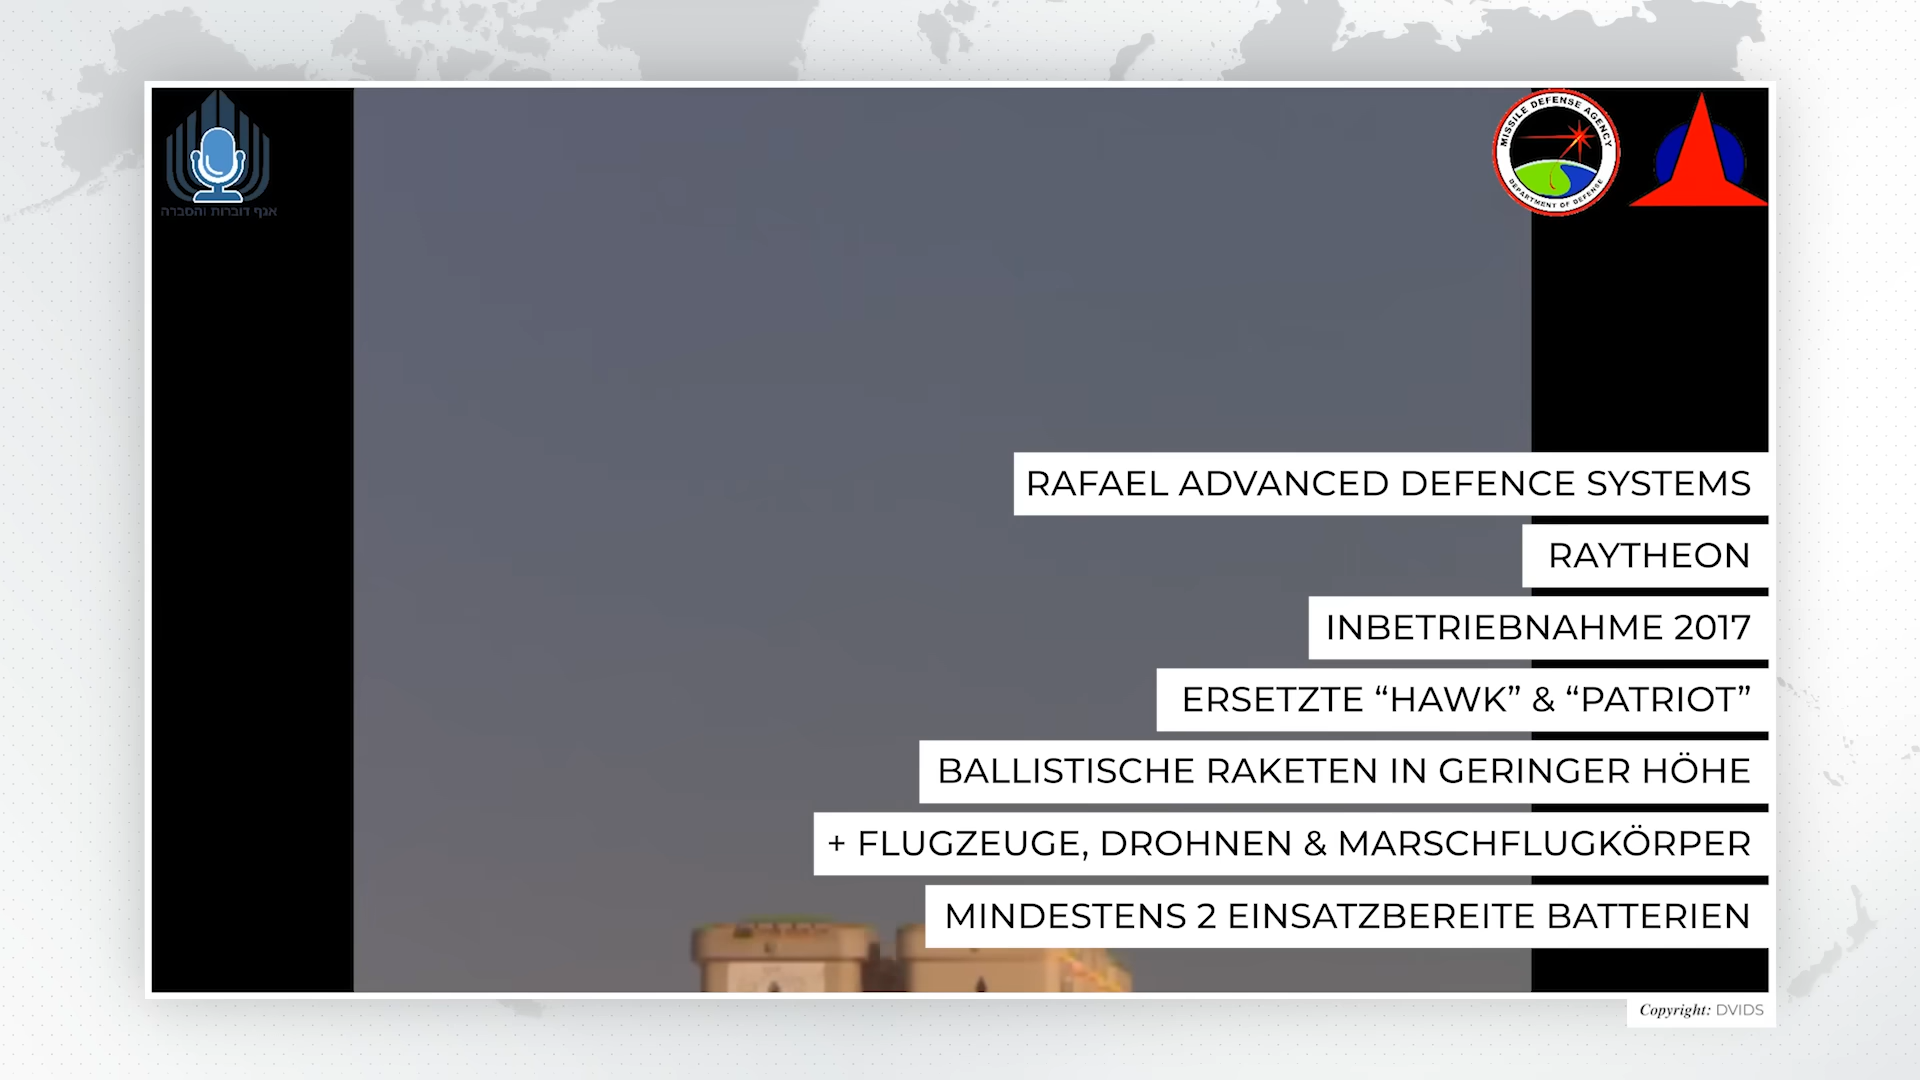 אגף דוברות והסברה
MISSILE DEFENSE AGENCY
DEPARTMENT OF DEFENSE
RAFAEL ADVANCED DEFENCE SYSTEMS
RAYTHEON
INBETRIEBNAHME 2017
ERSETZTE “HAWK” & “PATRIOT”
BALLISTISCHE RAKETEN IN GERINGER HÖHE
+ FLUGZEUGE, DROHNEN & MARSCHFLUGKÖRPER
MINDESTENS 2 EINSATZBEREITE BATTERIEN
Copyright: DVIDS